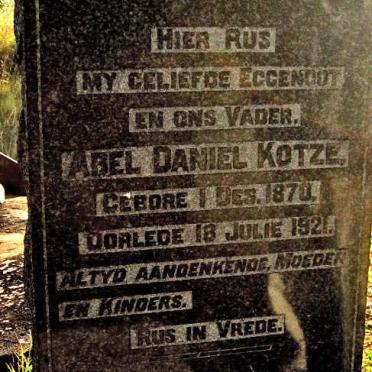 HIER RUS
MY GELIEFDE EGGENOOT
EN ONS VADER.
ABEL DANIEL KOTZE,
GEBORE 1 DES. 1870,
OORLEDE 18 JULIE 1921.
ALTYD AANDENKENDE, MOEDER
EN KINDERS.
RUS IN VREDE.